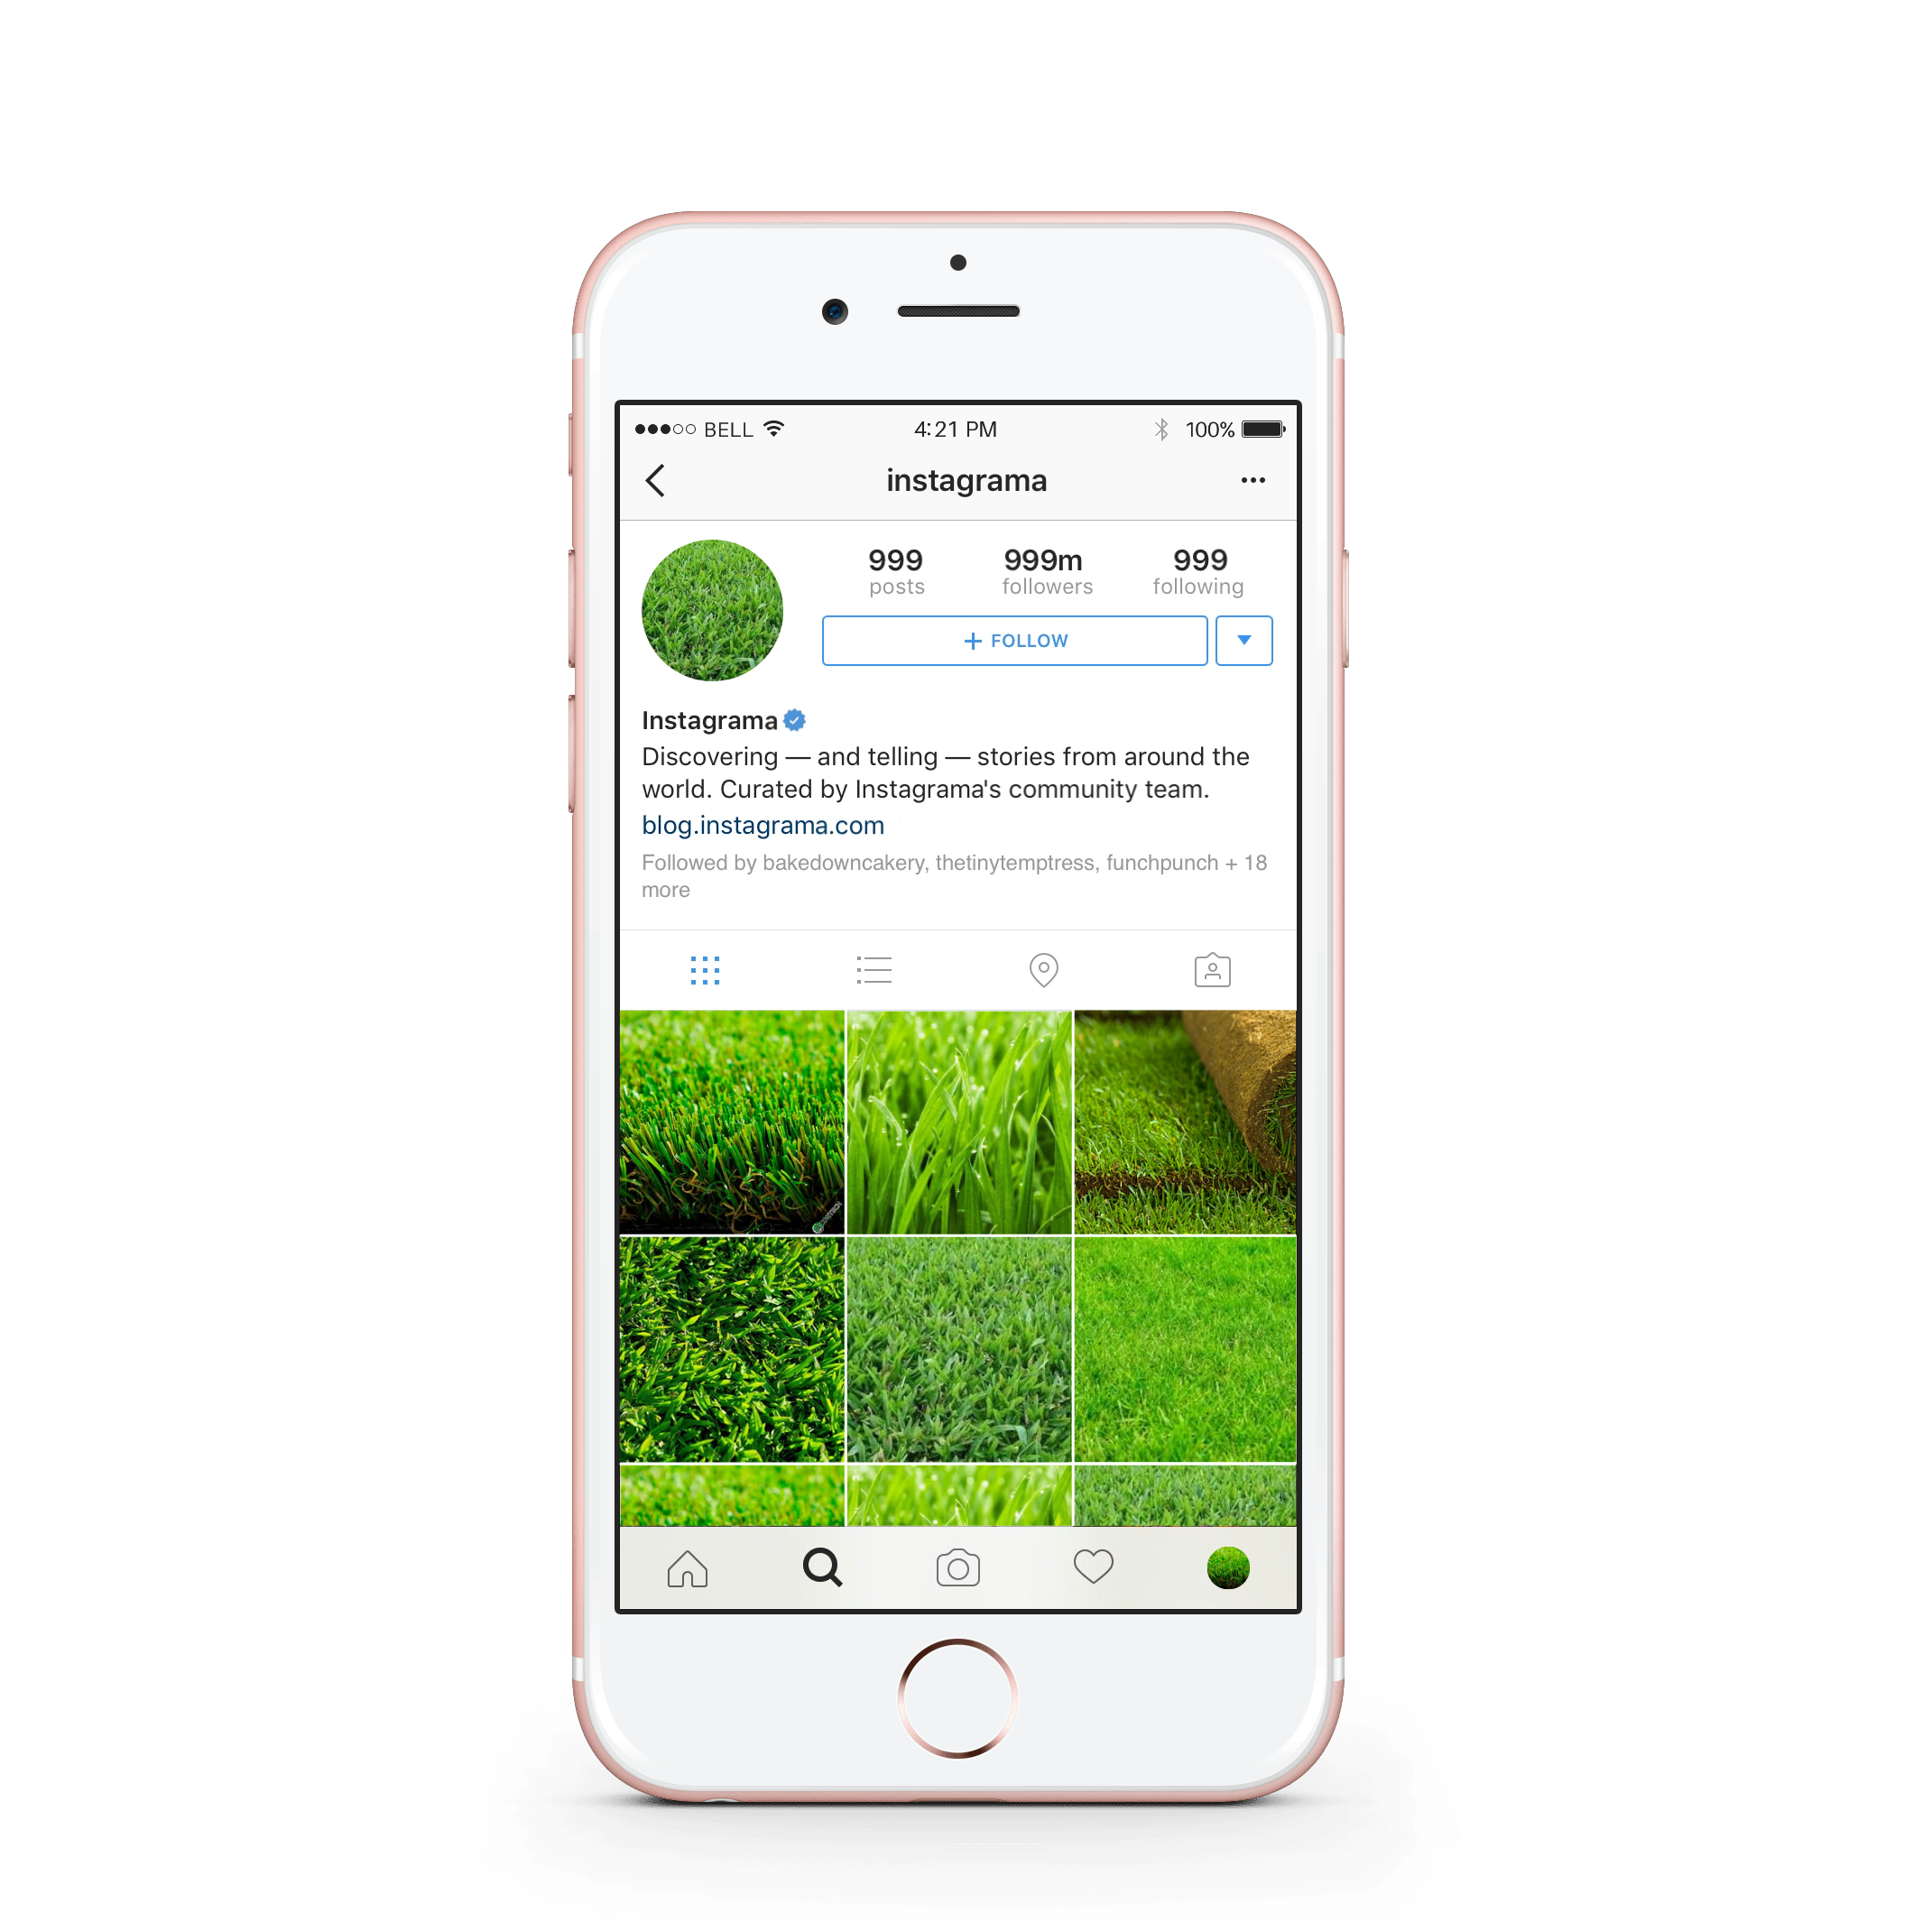 BELL 4:21 PM 100%
instagrama
999 999m 999
posts followers following
+ FOLLOW
Instagrama
Discovering — and telling — stories from around the
world. Curated by Instagrama's community team.
blog.instagrama.com
Followed by bakedowncakery, thetinytemptress, funchpunch + 18
more